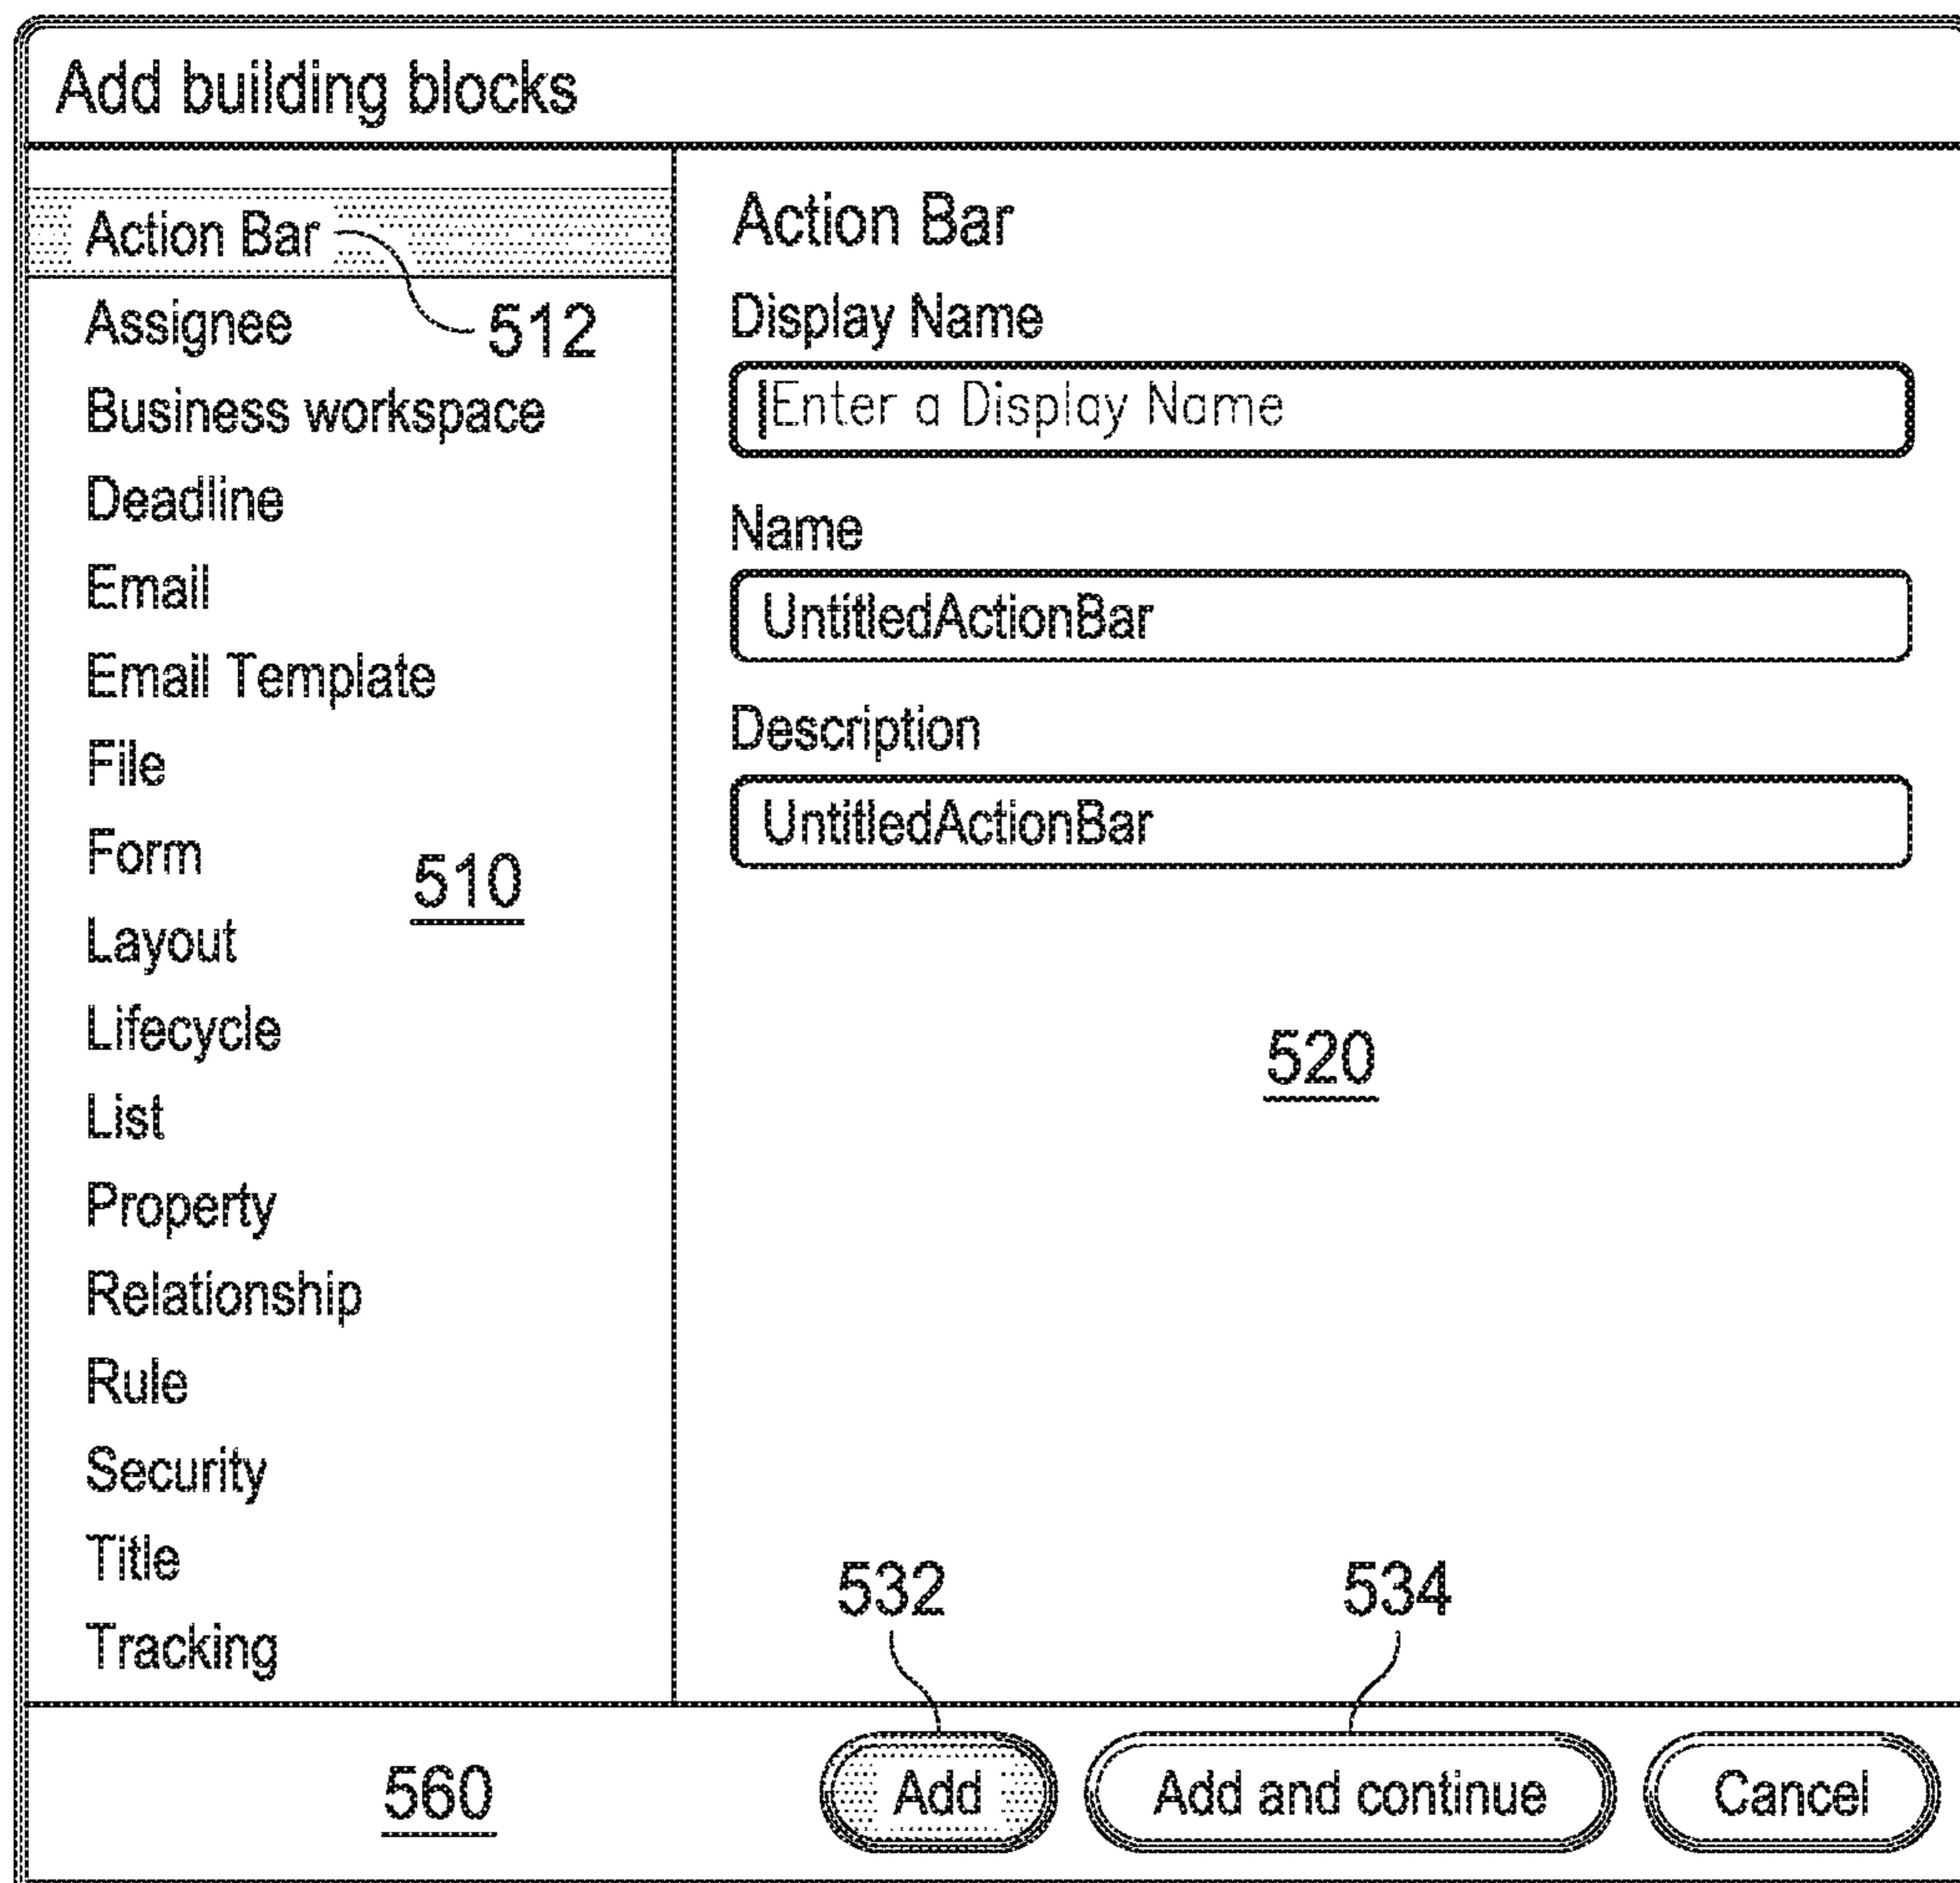 Add building blocks
Action Bar
512
Assignee
Business workspace
Deadline
Email
Email Template
File
Form
510
Layout
Lifecycle
List
Property
Relationship
Rule
Security
Title
Tracking
Action Bar
Display Name
Enter a Display Name
Name
UntitledActionBar
Description
UntitledActionBar
520
532
534
560
Add
Add and continue
Cancel